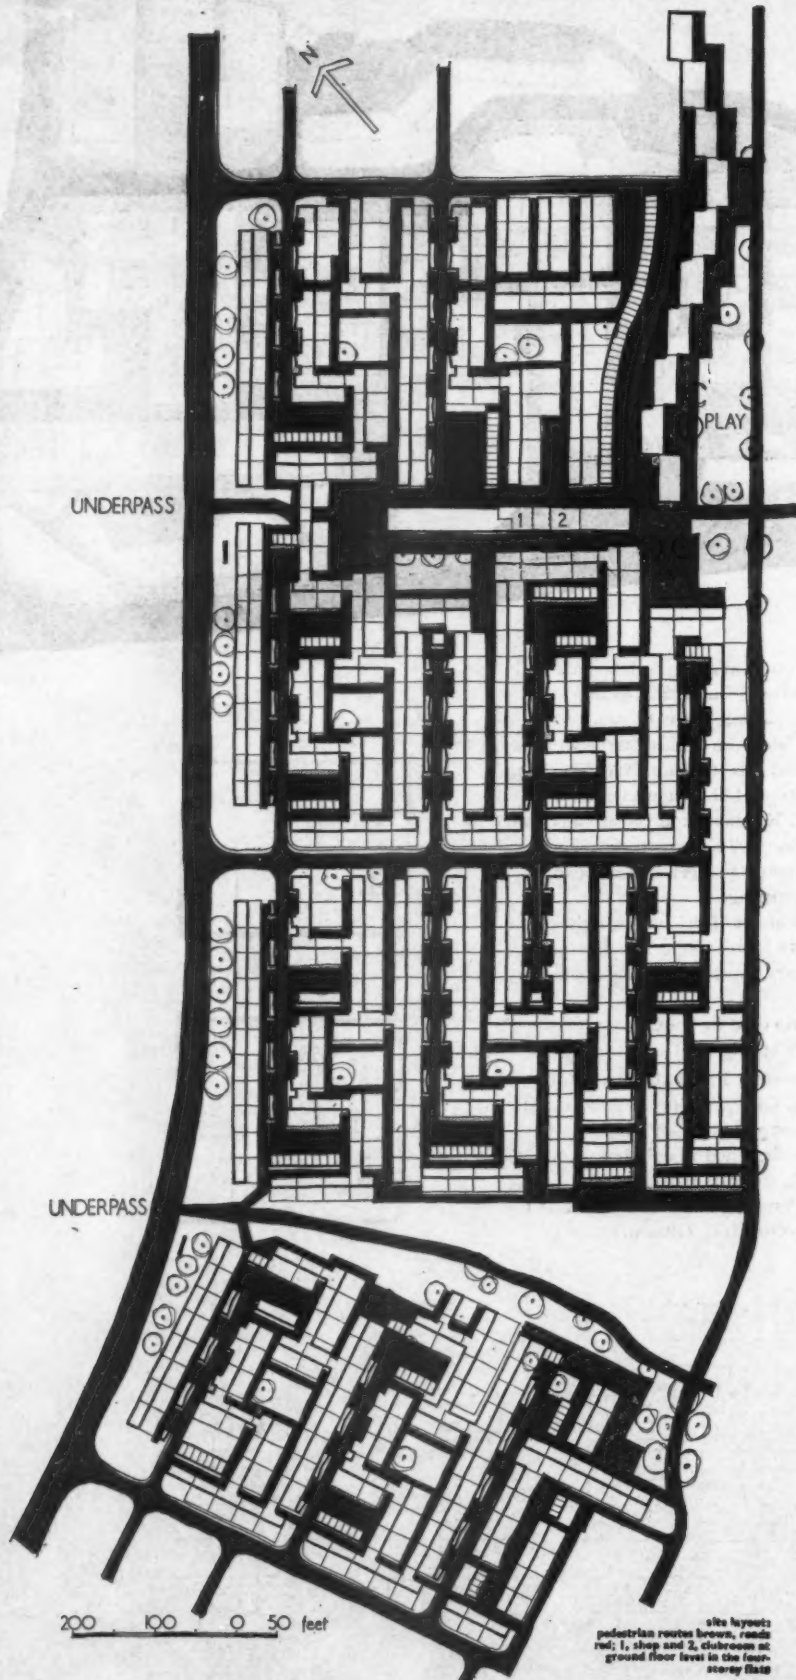 N
PLAY
UNDERPASS
1 2
UNDERPASS
200 100 0 50 feet
site layout:
pedestrian routes brown, roads
red; 1, shop and 2, clubroom at
ground floor level in the four-
storey flats